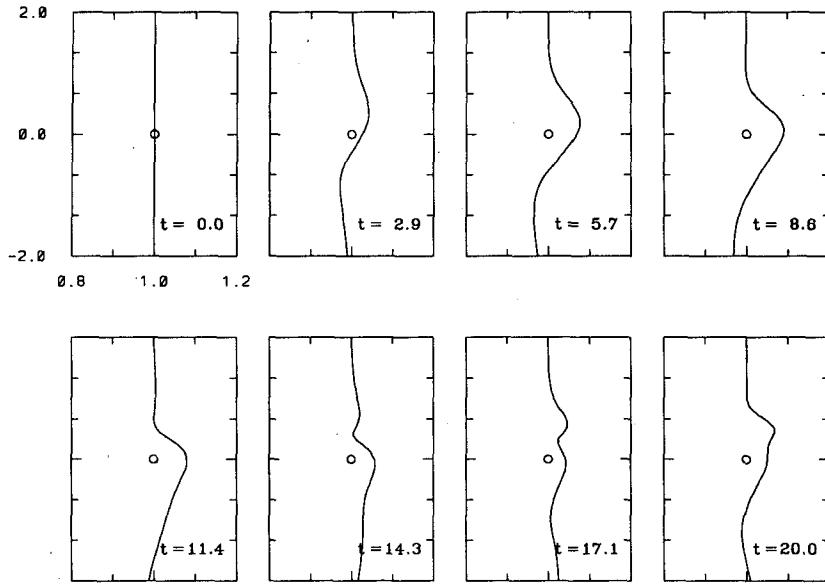 2.0
0.0
t= 0.0
t= 2.9
t= 5.7
t= 8.6
-2.0
0.8 1.0 1.2
t=11.4
t=14.3
t=17.1
t=20.0